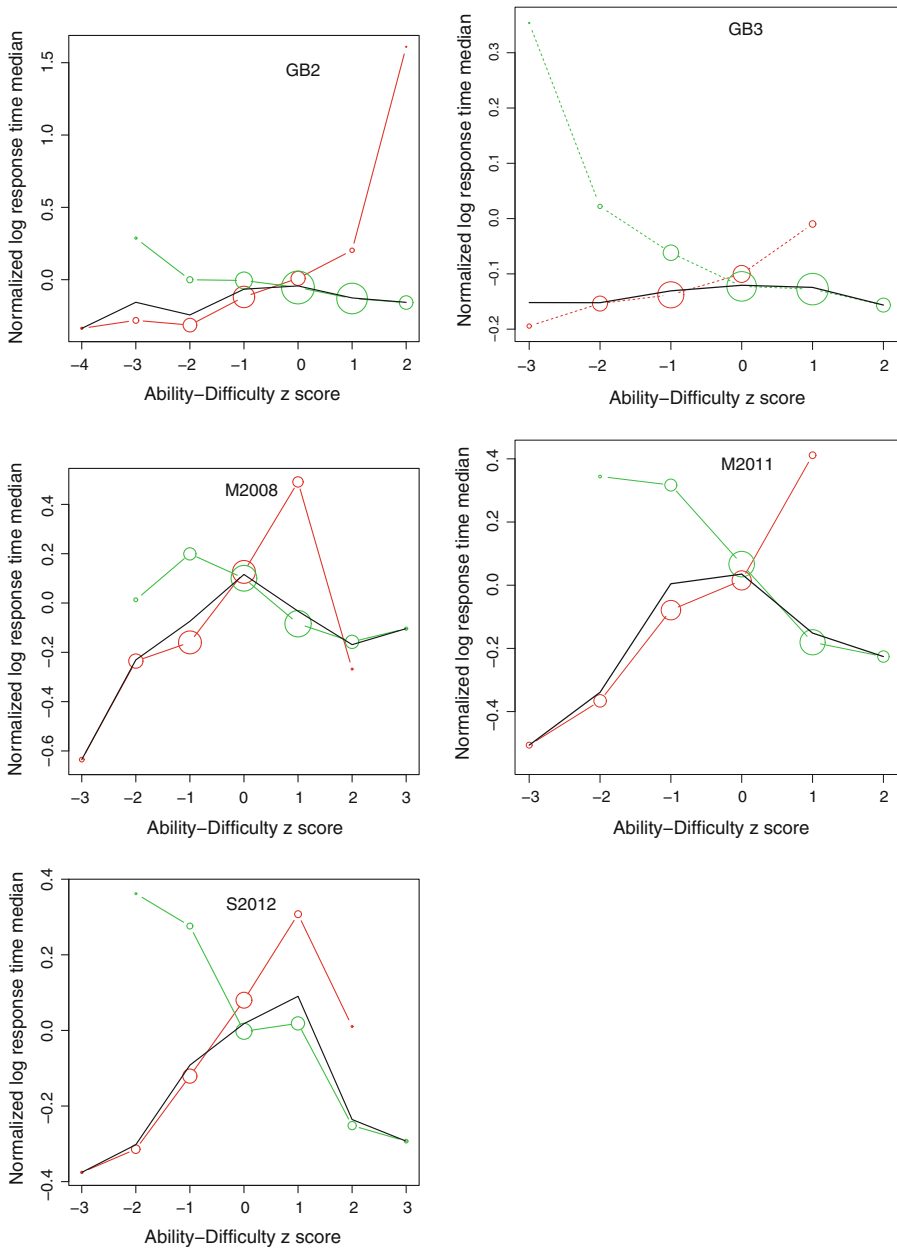 GB2
Normalized log response time median
1.5
1.0
0.5
0.0
−4 −3 −2 −1 0 1 2
Ability−Difficulty z score
GB3
Normalized log response time median
0.3
0.2
0.1
0.0
−0.1
−0.2
−3 −2 −1 0 1 2
Ability−Difficulty z score
M2008
Normalized log response time median
0.4
0.2
0.0
−0.2
−0.4
−0.6
−3 −2 −1 0 1 2 3
Ability−Difficulty z score
M2011
Normalized log response time median
0.4
0.2
0.0
−0.2
−0.4
−3 −2 −1 0 1 2
Ability−Difficulty z score
S2012
Normalized log response time median
0.4
0.2
0.0
−0.2
−0.4
−3 −2 −1 0 1 2 3
Ability−Difficulty z score